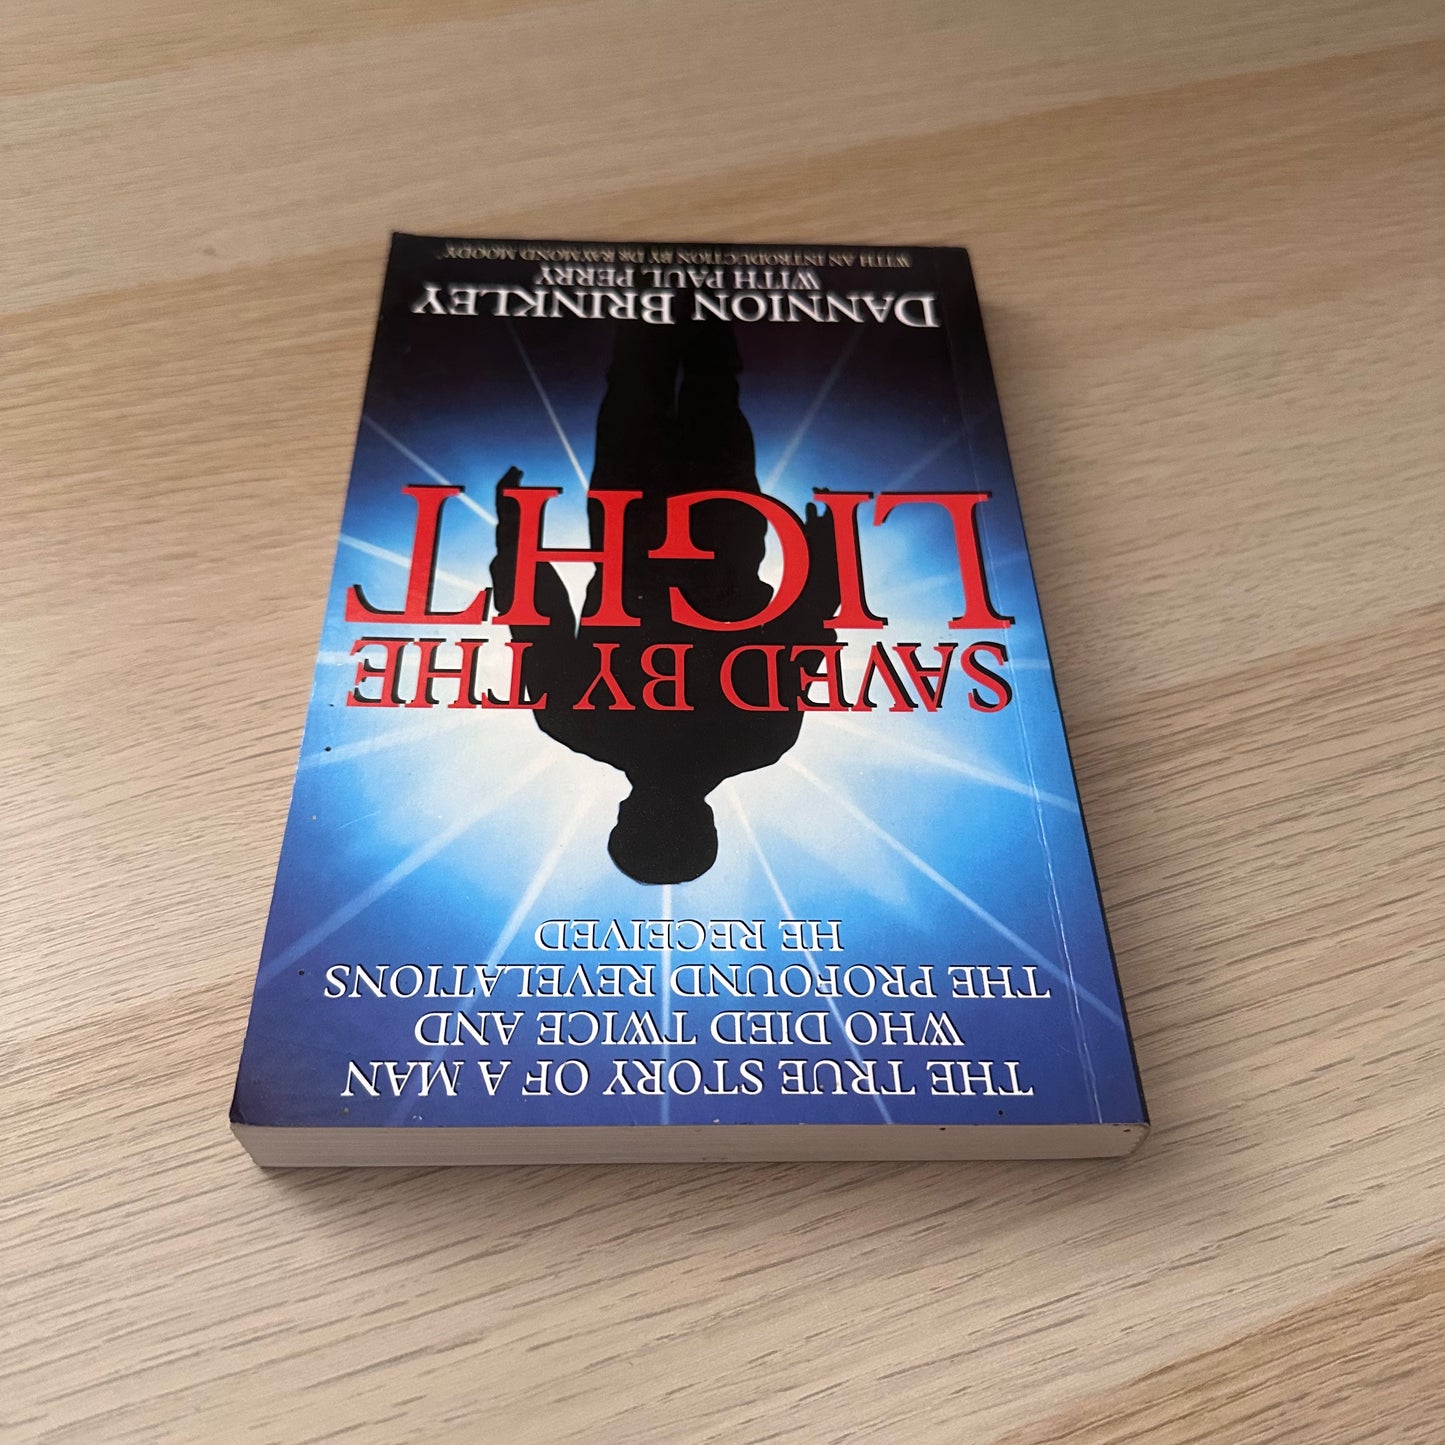 THE TRUE STORY OF A MAN
WHO DIED TWICE AND
THE PROFOUND REVELATIONS
HE RECEIVED
SAVED BY THE
LIGHT
DANNION BRINKLEY
WITH PAUL PERRY
WITH AN INTRODUCTION BY DR RAYMOND MOODY